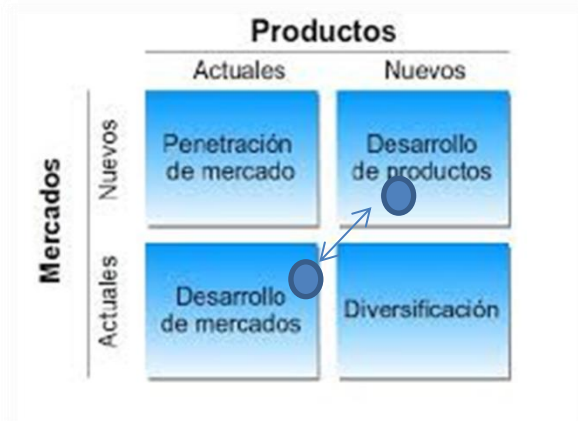 Productos
Actuales
Nuevos
Mercados
Nuevos
Penetración
de mercado
Desarrollo
de productos
Actuales
Desarrollo
de mercados
Diversificación